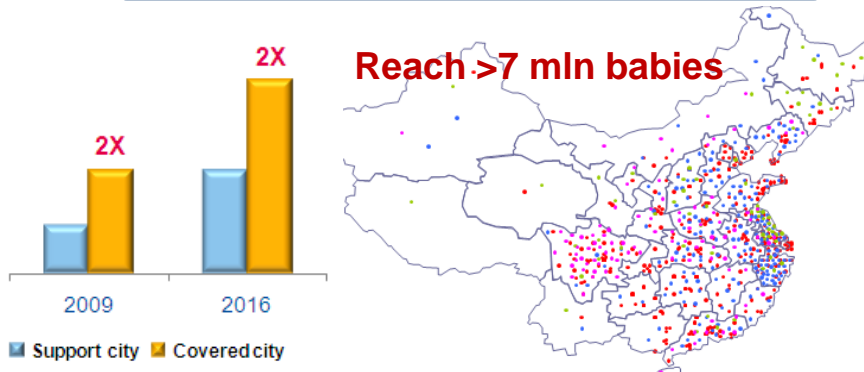 2X
Reach >7 mln babies
2X
2009
2016
Support city
Covered city